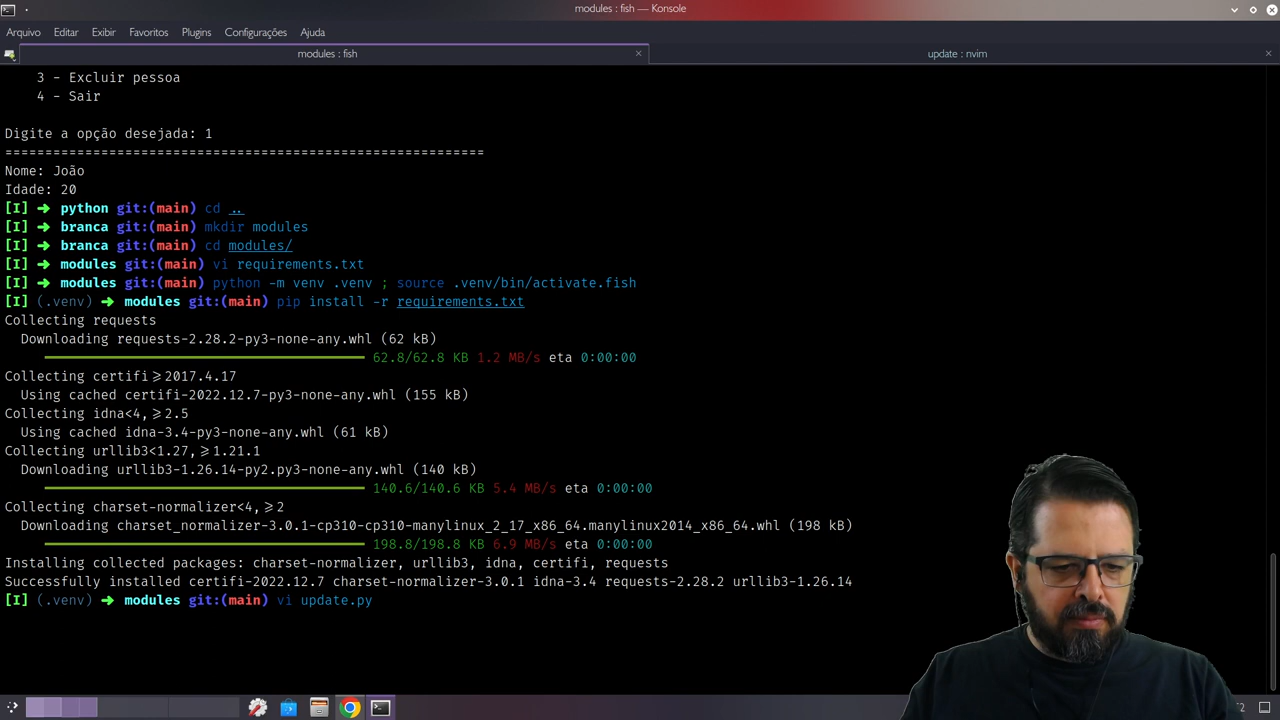 modules : fish — Konsole
Arquivo Editar Exibir Favoritos Plugins Configurações Ajuda
modules : fish
update : nvim
3 - Excluir pessoa
4 - Sair
Digite a opção desejada: 1
============================================================
Nome: João
Idade: 20
[I] ➜ python git:(main) cd ..
[I] ➜ branca git:(main) mkdir modules
[I] ➜ branca git:(main) cd modules/
[I] ➜ modules git:(main) vi requirements.txt
[I] ➜ modules git:(main) python -m venv .venv ; source .venv/bin/activate.fish
[I] (.venv) ➜ modules git:(main) pip install -r requirements.txt
Collecting requests
Downloading requests-2.28.2-py3-none-any.whl (62 kB)
62.8/62.8 KB 1.2 MB/s eta 0:00:00
Collecting certifi>=2017.4.17
Using cached certifi-2022.12.7-py3-none-any.whl (155 kB)
Collecting idna<4,>=2.5
Using cached idna-3.4-py3-none-any.whl (61 kB)
Collecting urllib3<1.27,>=1.21.1
Downloading urllib3-1.26.14-py2.py3-none-any.whl (140 kB)
140.6/140.6 KB 5.4 MB/s eta 0:00:00
Collecting charset-normalizer<4,>=2
Downloading charset_normalizer-3.0.1-cp310-cp310-manylinux_2_17_x86_64.manylinux2014_x86_64.whl (198 kB)
198.8/198.8 KB 6.9 MB/s eta 0:00:00
Installing collected packages: charset-normalizer, urllib3, idna, certifi, requests
Successfully installed certifi-2022.12.7 charset-normalizer-3.0.1 idna-3.4 requests-2.28.2 urllib3-1.26.14
[I] (.venv) ➜ modules git:(main) vi update.py